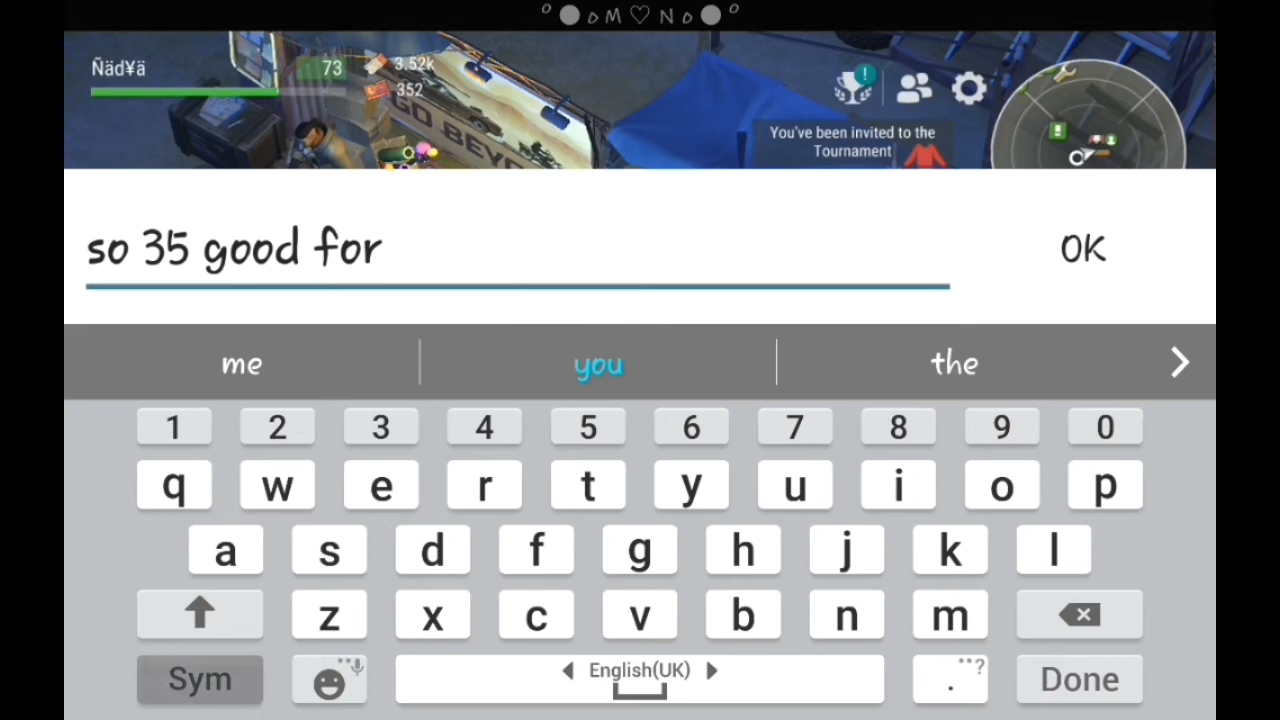 °●oM♡No●°
Ñäd¥ä
73
3.52k
352
GO BEYO
You've been invited to the
Tournament
so 35 good for
OK
me you the
1 2 3 4 5 6 7 8 9 0
q w e r t y u i o p
a s d f g h j k l
z x c v b n m
Sym English(UK) . ? Done